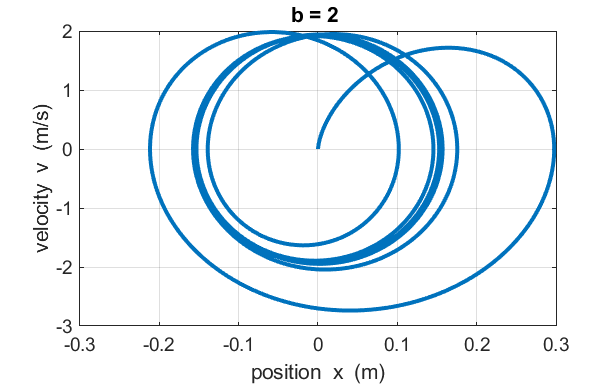 b = 2
2
1
0
-1
-2
-3
velocity v (m/s)
-0.3 -0.2 -0.1 0 0.1 0.2 0.3
position x (m)